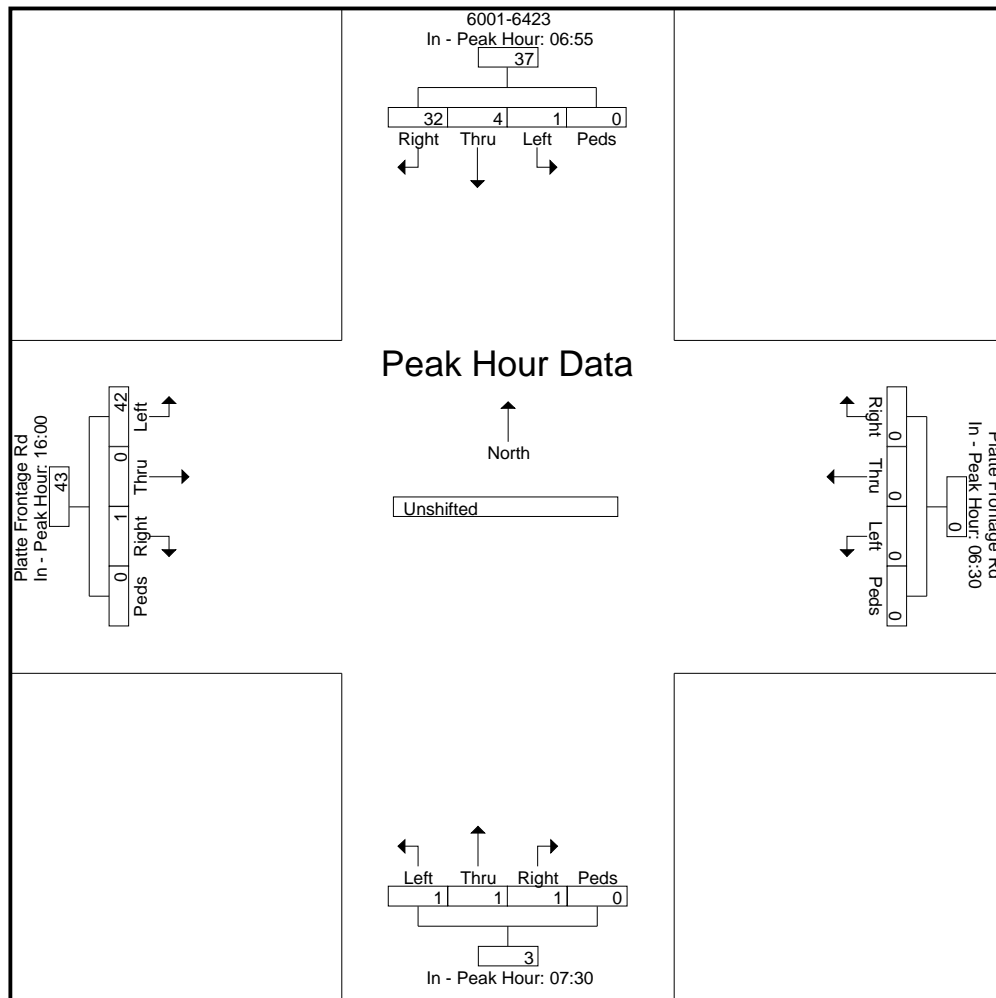 6001-6423
In - Peak Hour: 06:55
37
32 4 1 0
Right Thru Left Peds
Peak Hour Data
North
Unshifted
Platte Frontage Rd
In - Peak Hour: 16:00
43
42 0 1 0
Left Thru Right Peds
Platte Frontage Rd
In - Peak Hour: 06:30
0
0 0 0 0
Right Thru Left Peds
Left Thru Right Peds
1 1 1 0
3
In - Peak Hour: 07:30